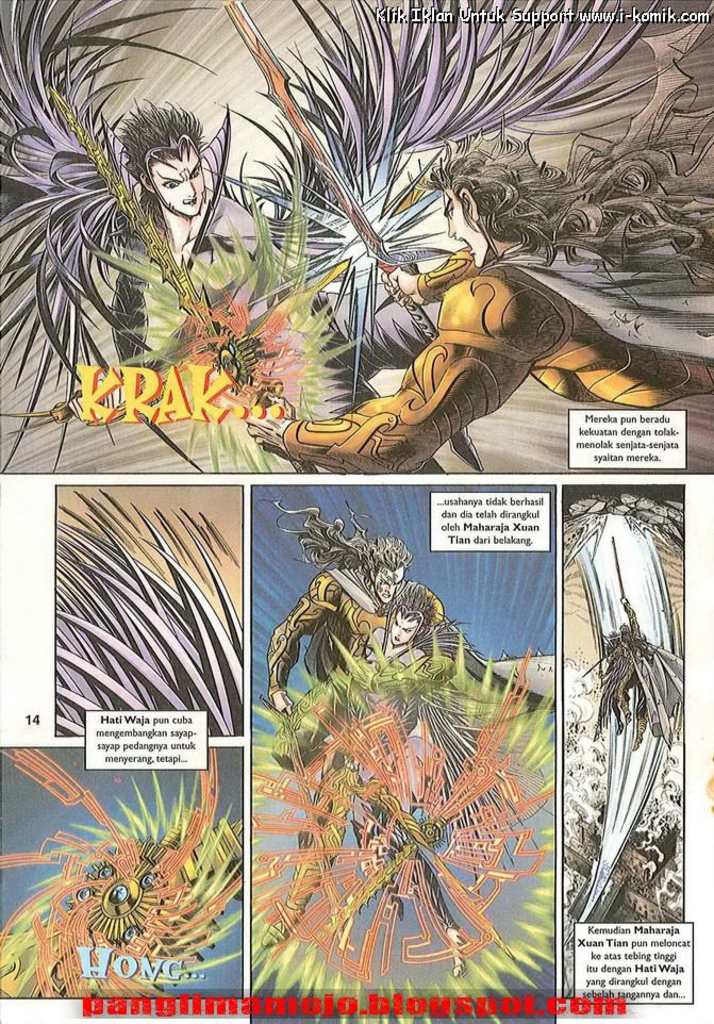 Klik Iklan Untuk Support www.i-komik.com
KRAK...
Mereka pun beradu
kekuatan dengan tolak-
menolak senjata-senjata
syaitan mereka.
...usahanya tidak berhasil
dan dia telah dirangkul
oleh Maharaja Xuan
Tian dari belakang.
14
Hati Waja pun cuba
mengembangkan sayap-
sayap pedangnya untuk
menyerang, tetapi...
HONG...
Kemudian Maharaja
Xuan Tian pun meloncat
ke atas tebing tinggi
itu dengan Hati Waja
yang dirangkul dengan
sebelah tangannya dan...
panglimamojo.blogspot.com